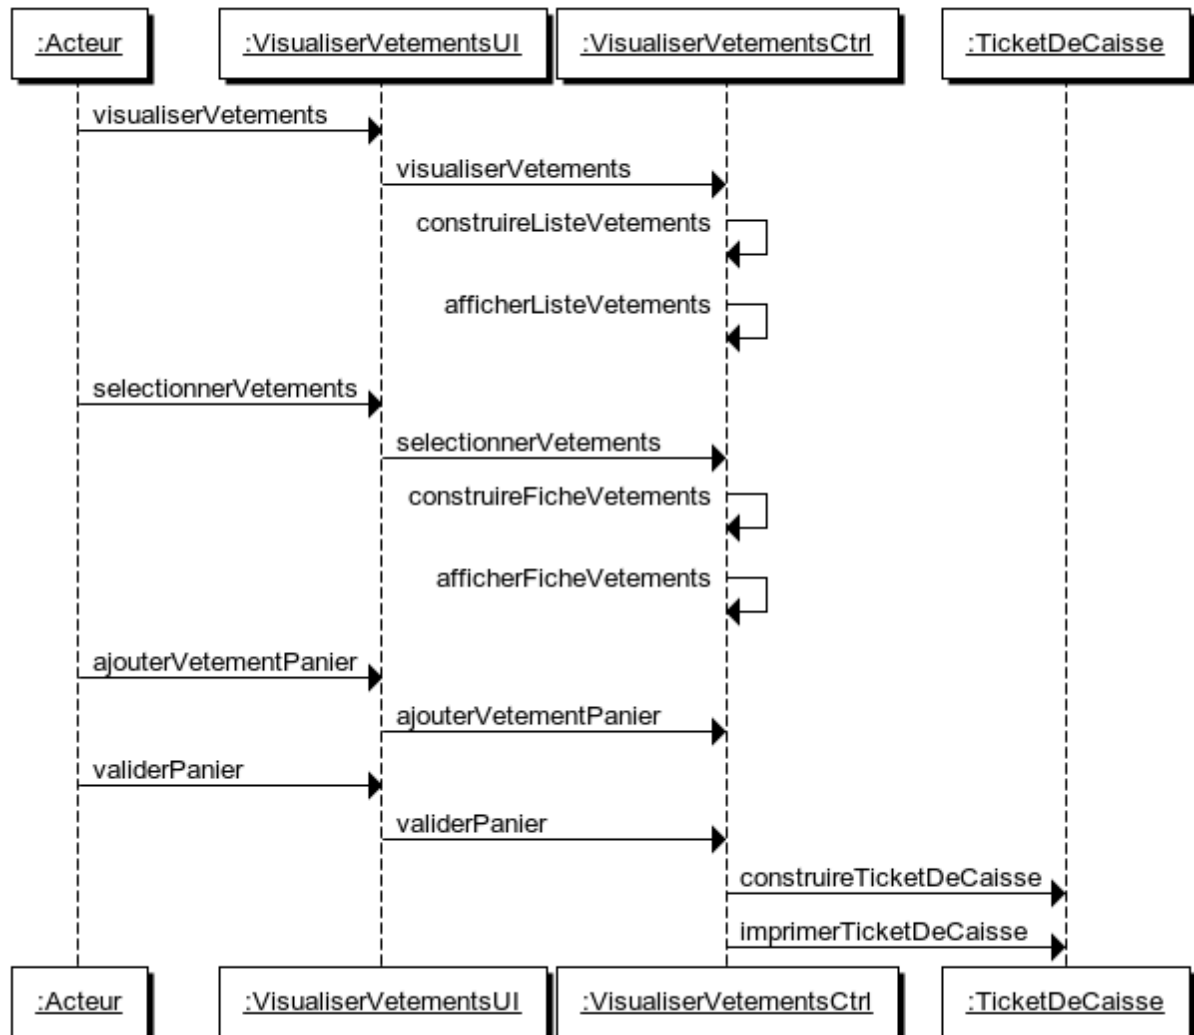 :Acteur
:VisualiserVetementsUI
:VisualiserVetementsCtrl
:TicketDeCaisse
visualiserVetements
visualiserVetements
construireListeVetements
afficherListeVetements
selectionnerVetements
selectionnerVetements
construireFicheVetements
afficherFicheVetements
ajouterVetementPanier
ajouterVetementPanier
validerPanier
validerPanier
construireTicketDeCaisse
imprimerTicketDeCaisse
:Acteur
:VisualiserVetementsUI
:VisualiserVetementsCtrl
:TicketDeCaisse